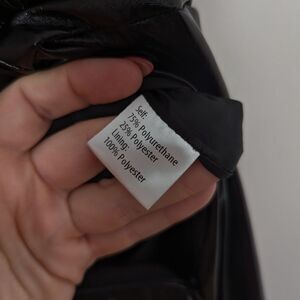 Self:
75% Polyurethane
25% Polyester
Lining:
100% Polyester